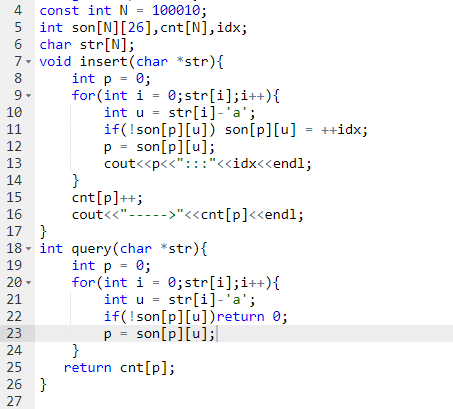 4 const int N = 100010;
5 int son[N][26],cnt[N],idx;
6 char str[N];
7 void insert(char *str){
8     int p = 0;
9     for(int i = 0;str[i];i++){
10         int u = str[i]-'a';
11         if(!son[p][u]) son[p][u] = ++idx;
12         p = son[p][u];
13         cout<<p<<":::"<<idx<<endl;
14     }
15     cnt[p]++;
16     cout<<"----->"<<cnt[p]<<endl;
17 }
18 int query(char *str){
19     int p = 0;
20     for(int i = 0;str[i];i++){
21         int u = str[i]-'a';
22         if(!son[p][u])return 0;
23         p = son[p][u];
24     }
25    return cnt[p];
26 }
27